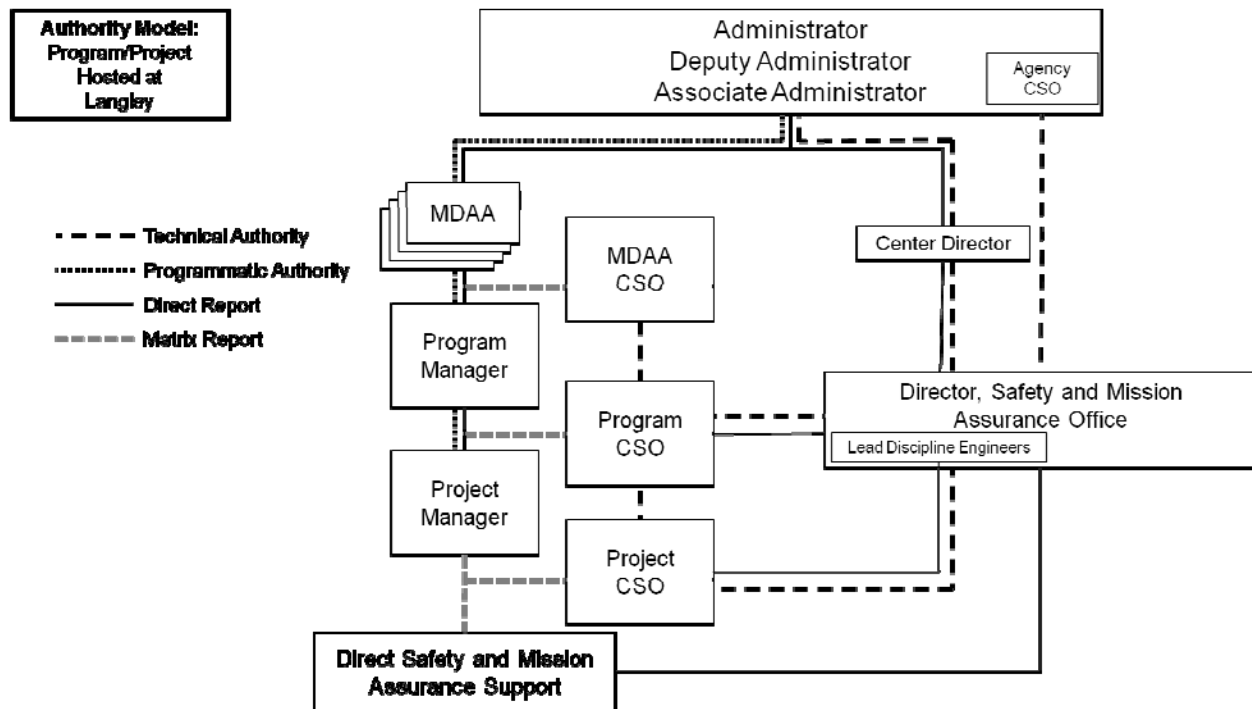 Authority Model:
Program/Project
Hosted at
Langley
Administrator
Deputy Administrator
Associate Administrator
Agency
CSO
Technical Authority
Programmatic Authority
Direct Report
Matrix Report
MDAA
MDAA
CSO
Center Director
Program
Manager
Program
CSO
Director, Safety and Mission
Assurance Office
Lead Discipline Engineers
Project
Manager
Project
CSO
Direct Safety and Mission
Assurance Support